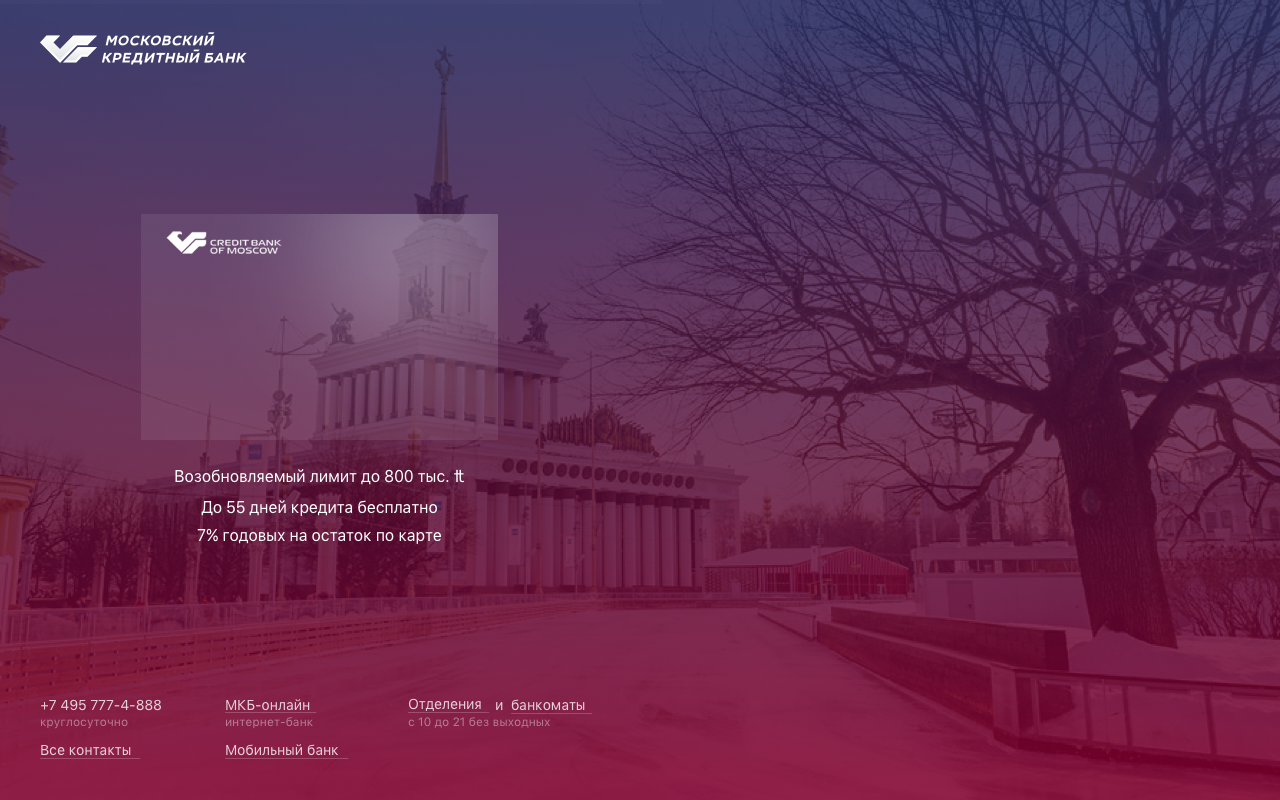 МОСКОВСКИЙ
КРЕДИТНЫЙ БАНК
CREDIT BANK
OF MOSCOW
Возобновляемый лимит до 800 тыс. ₶
До 55 дней кредита бесплатно
7% годовых на остаток по карте
+7 495 777-4-888
круглосуточно
Все контакты
МКБ-онлайн
интернет-банк
Мобильный банк
Отделения и банкоматы
с 10 до 21 без выходных